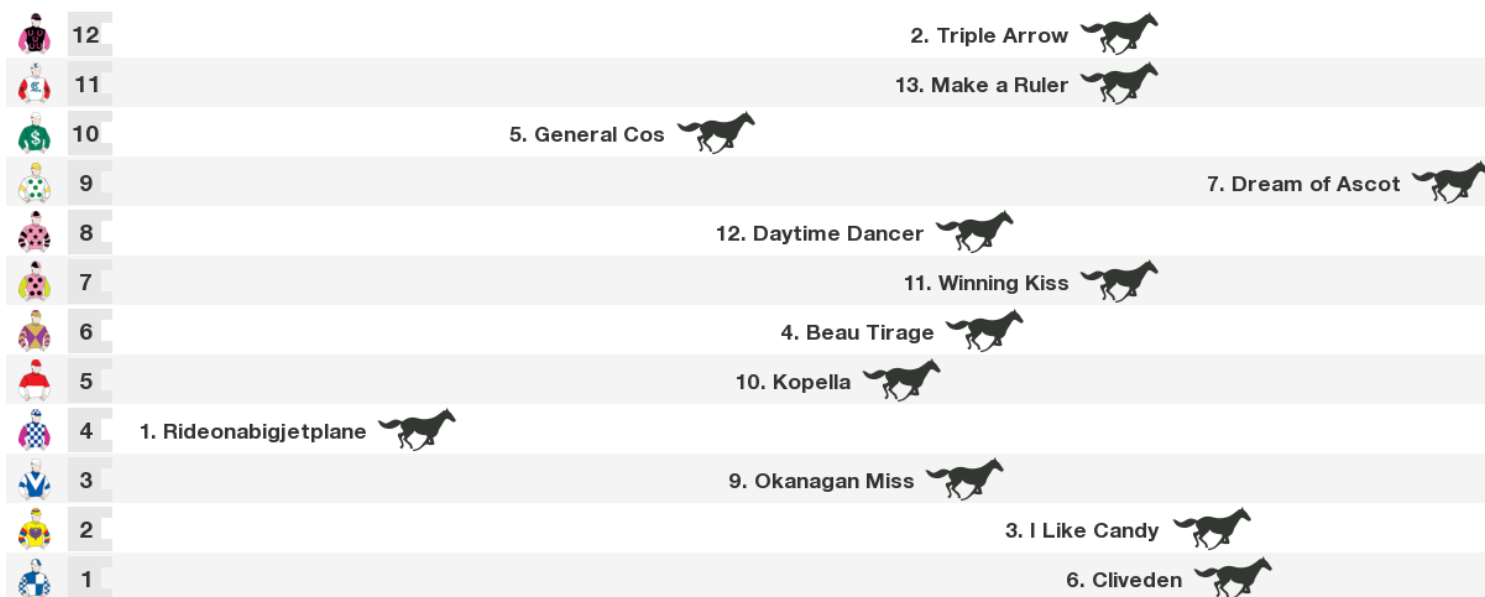 12 2. Triple Arrow
11 13. Make a Ruler
10 $ 5. General Cos
9 7. Dream of Ascot
8 12. Daytime Dancer
7 11. Winning Kiss
6 4. Beau Tirage
5 10. Kopella
4 1. Rideonabigjetplane
3 9. Okanagan Miss
2 3. I Like Candy
1 6. Cliveden